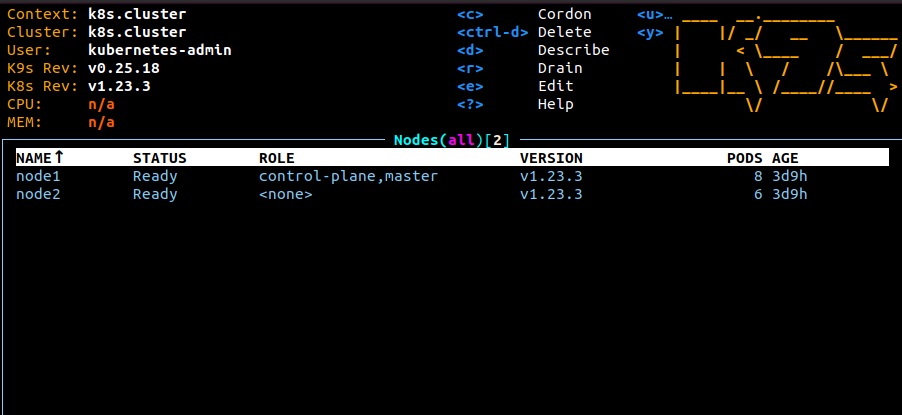 Context: k8s.cluster <c> Cordon <u>…
Cluster: k8s.cluster <ctrl-d> Delete <y>
User: kubernetes-admin <d> Describe
K9s Rev: v0.25.18 <r> Drain
K8s Rev: v1.23.3 <e> Edit
CPU: n/a <?> Help
MEM: n/a
Nodes(all)[2]
NAME↑ STATUS ROLE VERSION PODS AGE
node1 Ready control-plane,master v1.23.3 8 3d9h
node2 Ready <none> v1.23.3 6 3d9h